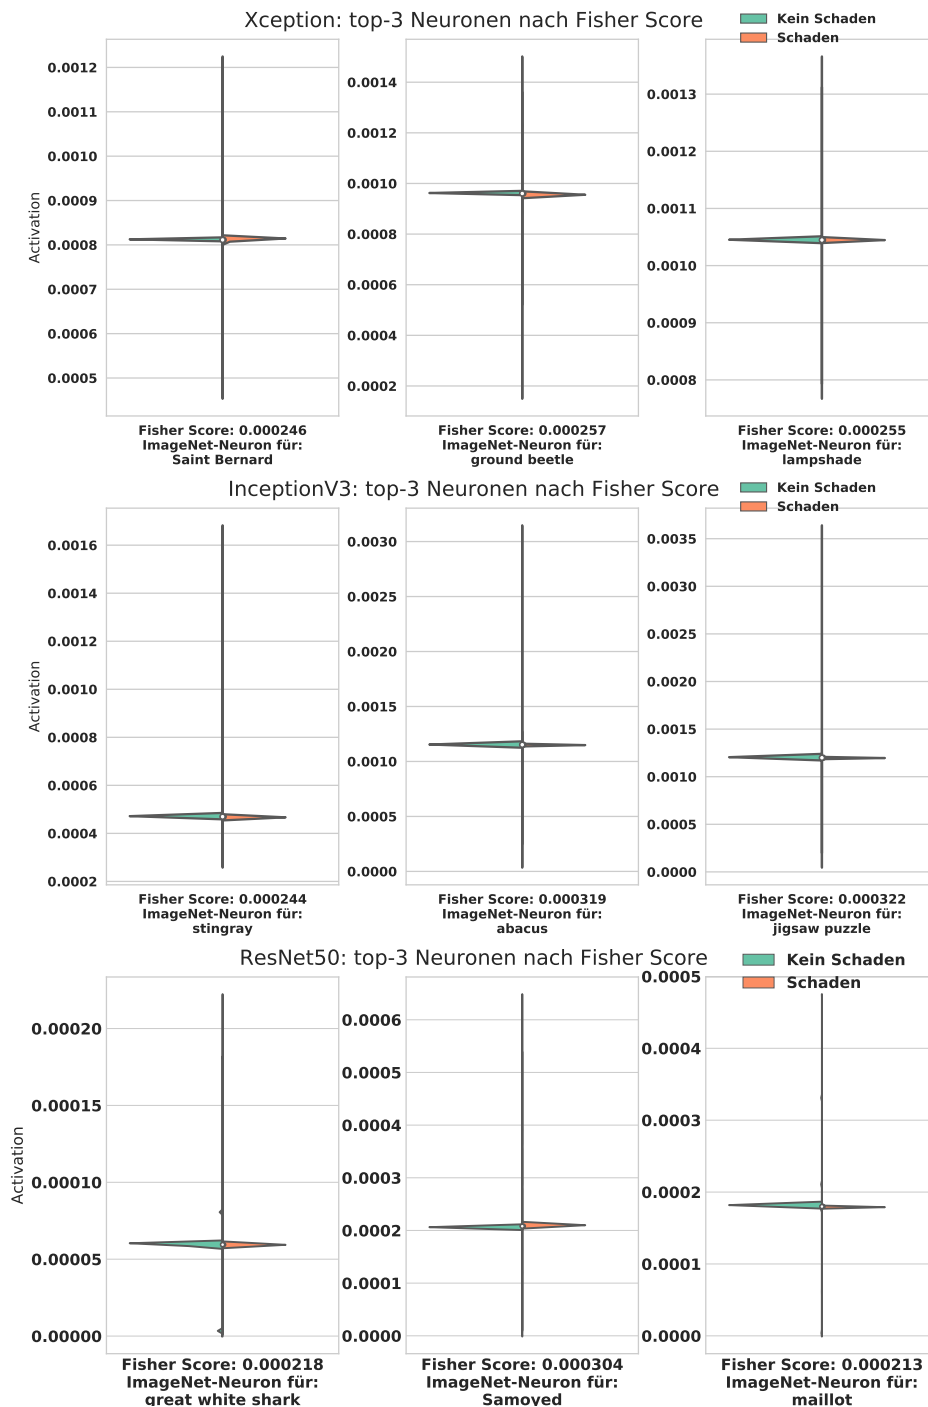 Xception: top-3 Neuronen nach Fisher Score
Kein Schaden
Schaden
Activation
0.0012
0.0011
0.0010
0.0009
0.0008
0.0007
0.0006
0.0005
Fisher Score: 0.000246
ImageNet-Neuron für:
Saint Bernard
0.0014
0.0012
0.0010
0.0008
0.0006
0.0004
0.0002
Fisher Score: 0.000257
ImageNet-Neuron für:
ground beetle
0.0013
0.0012
0.0011
0.0010
0.0009
0.0008
Fisher Score: 0.000255
ImageNet-Neuron für:
lampshade
InceptionV3: top-3 Neuronen nach Fisher Score
Kein Schaden
Schaden
Activation
0.0016
0.0014
0.0012
0.0010
0.0008
0.0006
0.0004
0.0002
Fisher Score: 0.000244
ImageNet-Neuron für:
stingray
0.0030
0.0025
0.0020
0.0015
0.0010
0.0005
0.0000
Fisher Score: 0.000319
ImageNet-Neuron für:
abacus
0.0035
0.0030
0.0025
0.0020
0.0015
0.0010
0.0005
0.0000
Fisher Score: 0.000322
ImageNet-Neuron für:
jigsaw puzzle
ResNet50: top-3 Neuronen nach Fisher Score
Kein Schaden
Schaden
Activation
0.00020
0.00015
0.00010
0.00005
0.00000
Fisher Score: 0.000218
ImageNet-Neuron für:
great white shark
0.0006
0.0005
0.0004
0.0003
0.0002
0.0001
0.0000
Fisher Score: 0.000304
ImageNet-Neuron für:
Samoyed
0.0005
0.0004
0.0003
0.0002
0.0001
0.0000
Fisher Score: 0.000213
ImageNet-Neuron für:
maillot